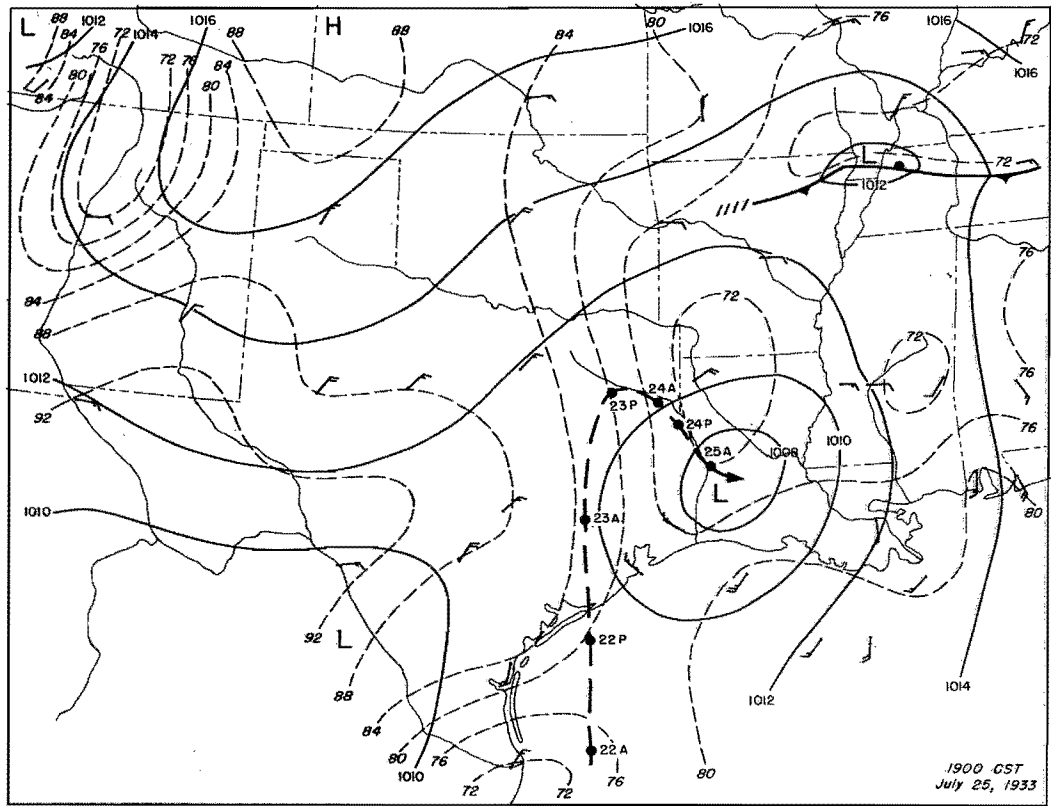 L 88 1012 1016 H 80 76 1016
84 76 72 1014 88 88 84 1016 72
80 72 76 84 1016
84 80
L 72
1012
76
84 72
88 72
1012 76
92 24A
23P 24P 76
25A 1008 1010
L
1010 23A 80
92 L 22P
88 1014
84 1012
80 76 22A
1010 72 72 76 80
1900 CST
July 25, 1933